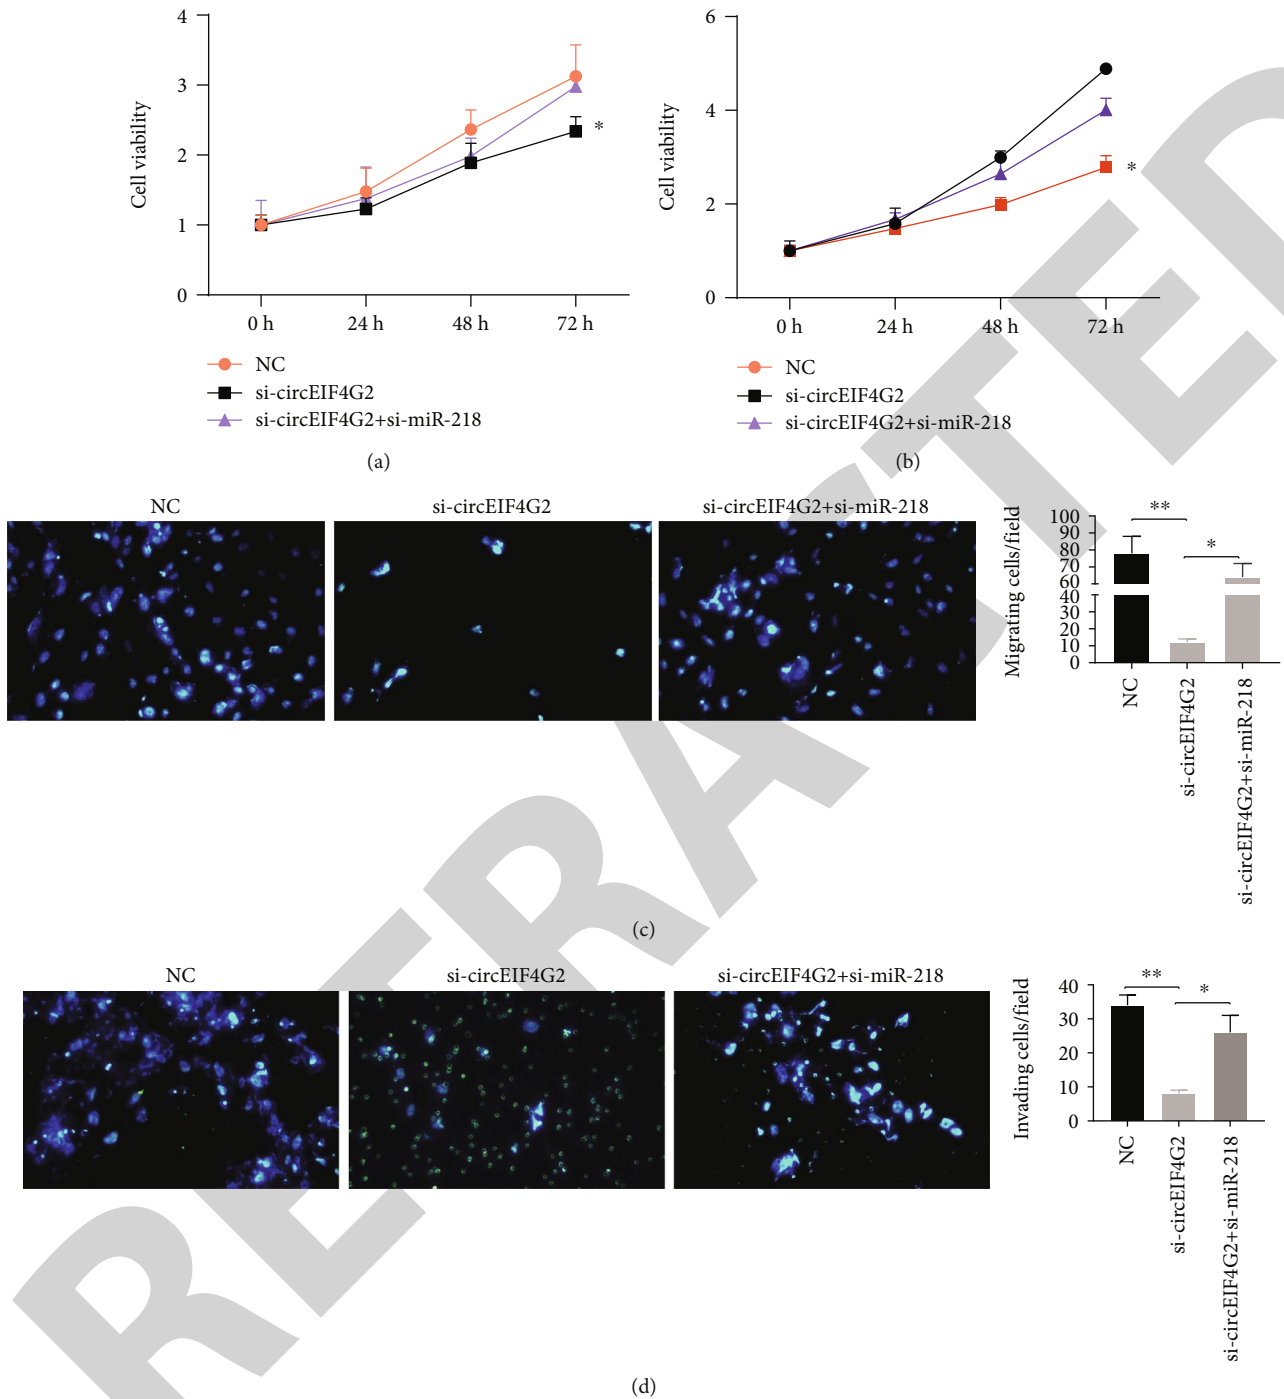 4
3
2
1
0
Cell viability
0 h 24 h 48 h 72 h
*
NC
si-circEIF4G2
si-circEIF4G2+si-miR-218
(a)
6
4
2
0
Cell viability
0 h 24 h 48 h 72 h
*
NC
si-circEIF4G2
si-circEIF4G2+si-miR-218
(b)
NC si-circEIF4G2 si-circEIF4G2+si-miR-218
Migrating cells/field
100
90
80
70
60
40
30
20
10
0
** *
NC
si-circEIF4G2
si-circEIF4G2+si-miR-218
(c)
NC si-circEIF4G2 si-circEIF4G2+si-miR-218
Invading cells/field
40
30
20
10
0
** *
NC
si-circEIF4G2
si-circEIF4G2+si-miR-218
(d)
RETRACTED